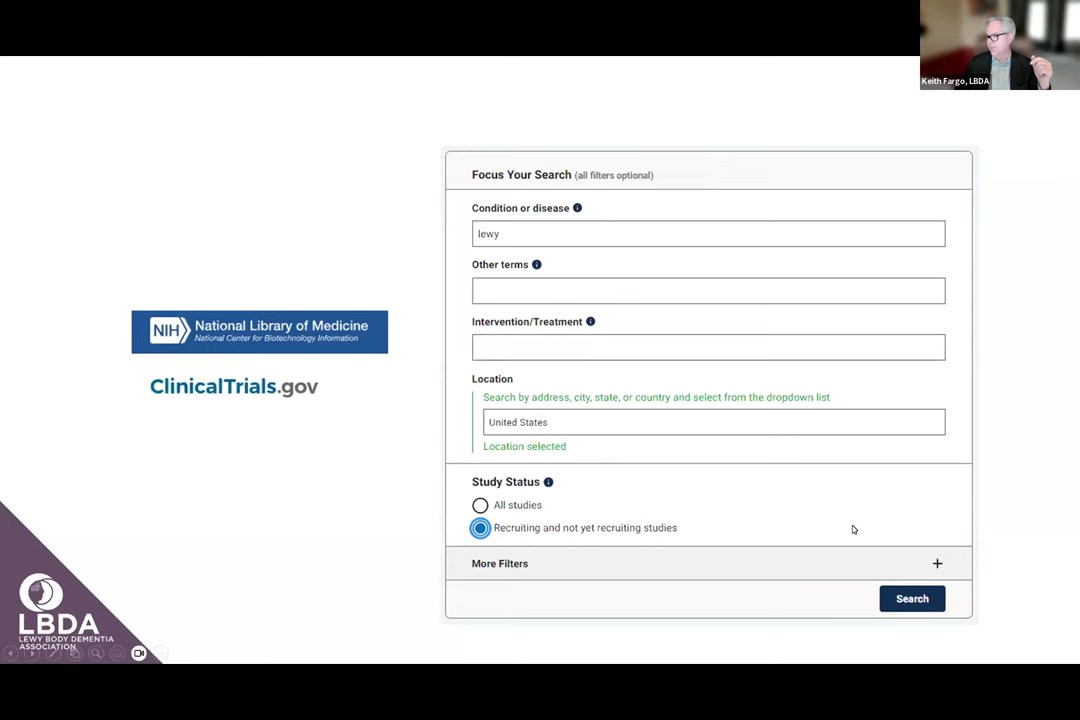 Keith Fargo, LBDA
Focus Your Search (all filters optional)
Condition or disease
lewy
Other terms
Intervention/Treatment
NIH National Library of Medicine
National Center for Biotechnology Information
ClinicalTrials.gov
Location
Search by address, city, state, or country and select from the dropdown list
United States
Location selected
Study Status
All studies
Recruiting and not yet recruiting studies
More Filters
Search
LBDA
LEWY BODY DEMENTIA
ASSOCIATION